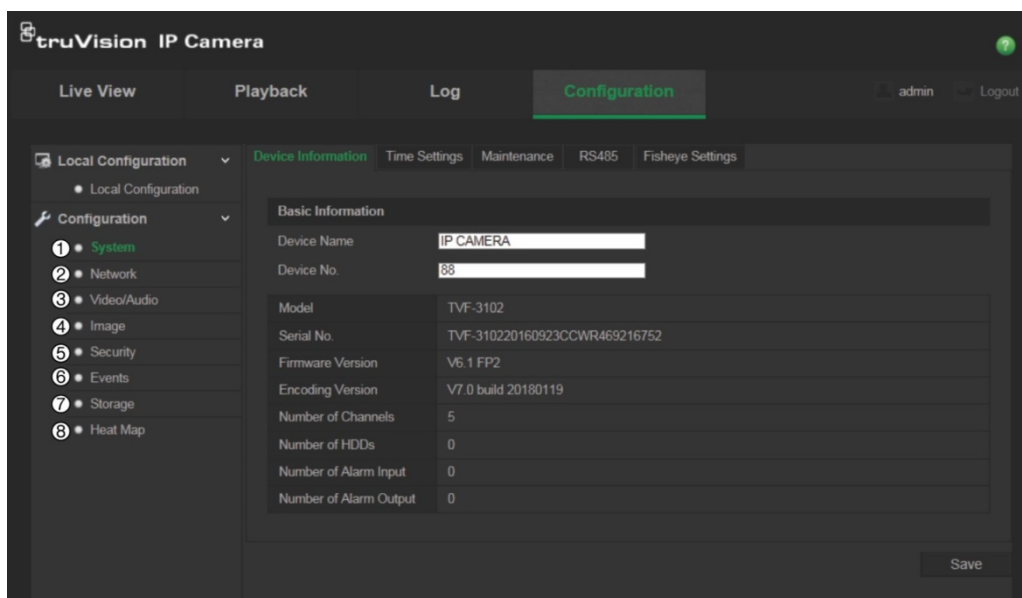 truVision IP Camera
?
Live View Playback Log Configuration admin Logout
Local Configuration
Local Configuration
Configuration
1 System
2 Network
3 Video/Audio
4 Image
5 Security
6 Events
7 Storage
8 Heat Map
Device Information Time Settings Maintenance RS485 Fisheye Settings
Basic Information
Device Name IP CAMERA
Device No. 88
Model TVF-3102
Serial No. TVF-310220160923CCWR469216752
Firmware Version V6.1 FP2
Encoding Version V7.0 build 20180119
Number of Channels 5
Number of HDDs 0
Number of Alarm Input 0
Number of Alarm Output 0
Save